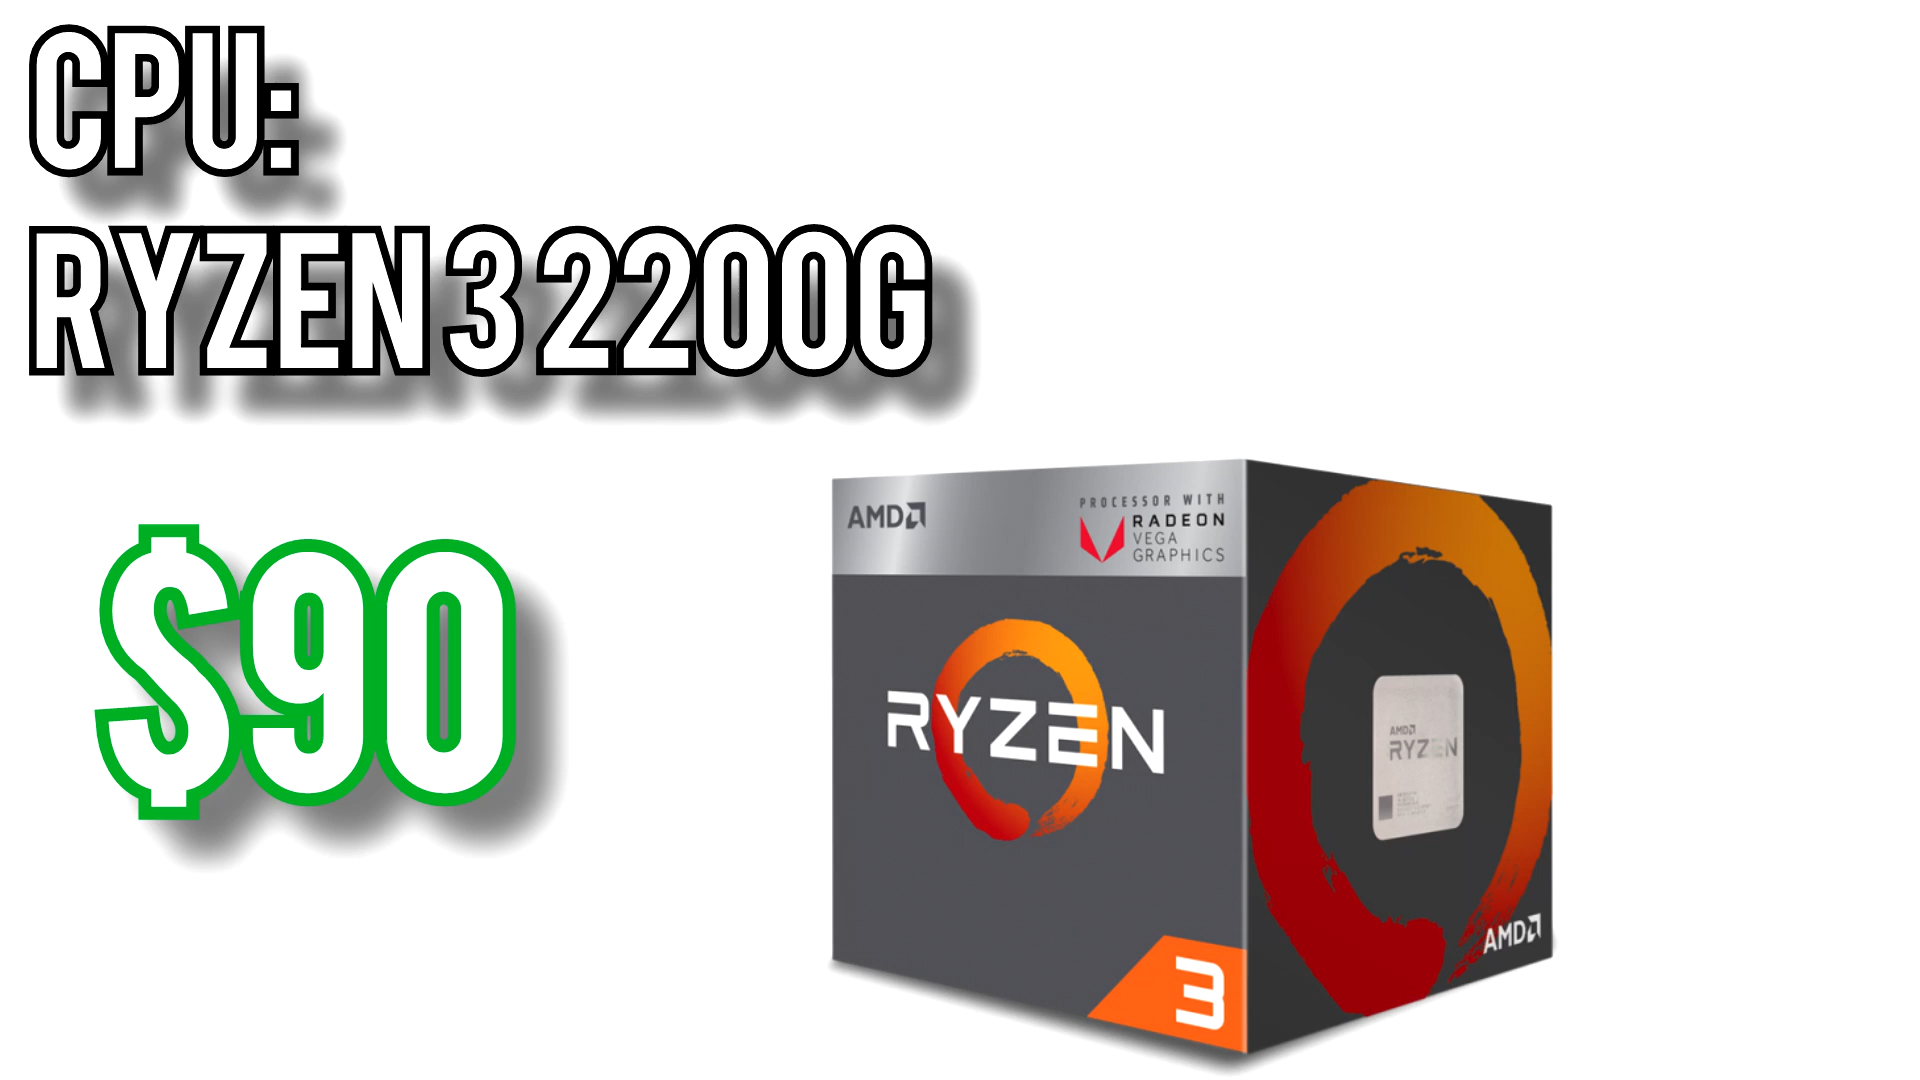 CPU:
RYZEN 3 2200G
$90
AMD
PROCESSOR WITH
RADEON
VEGA
GRAPHICS
RYZEN
3
AMD
RYZEN
AMD